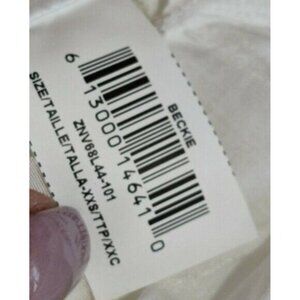 BECKIE
6 13000 14641 0
ZNV68L44-101
SIZE/TAILLE/TALLA-XXS/TTP/XXC